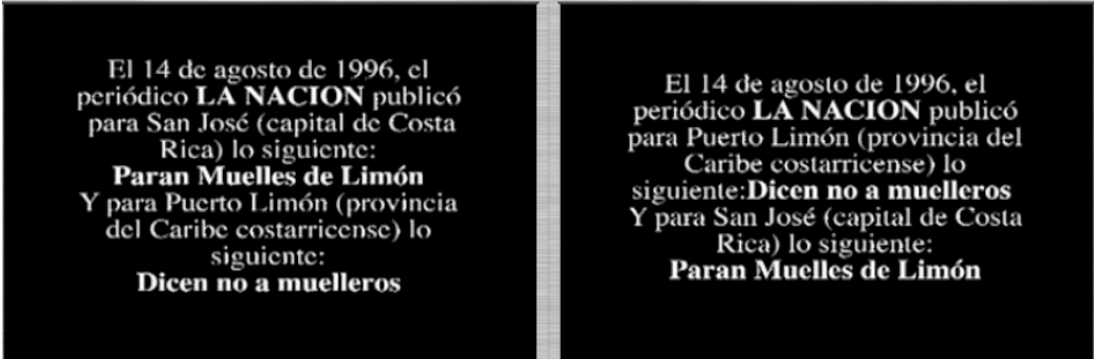 El 14 de agosto de 1996, el
periódico LA NACION publicó
para San José (capital de Costa
Rica) lo siguiente:
Paran Muelles de Limón
Y para Puerto Limón (provincia
del Caribe costarricense) lo
siguiente:
Dicen no a muelleros
El 14 de agosto de 1996, el
periódico LA NACION publicó
para Puerto Limón (provincia del
Caribe costarricense) lo
siguiente:Dicen no a muelleros
Y para San José (capital de Costa
Rica) lo siguiente:
Paran Muelles de Limón